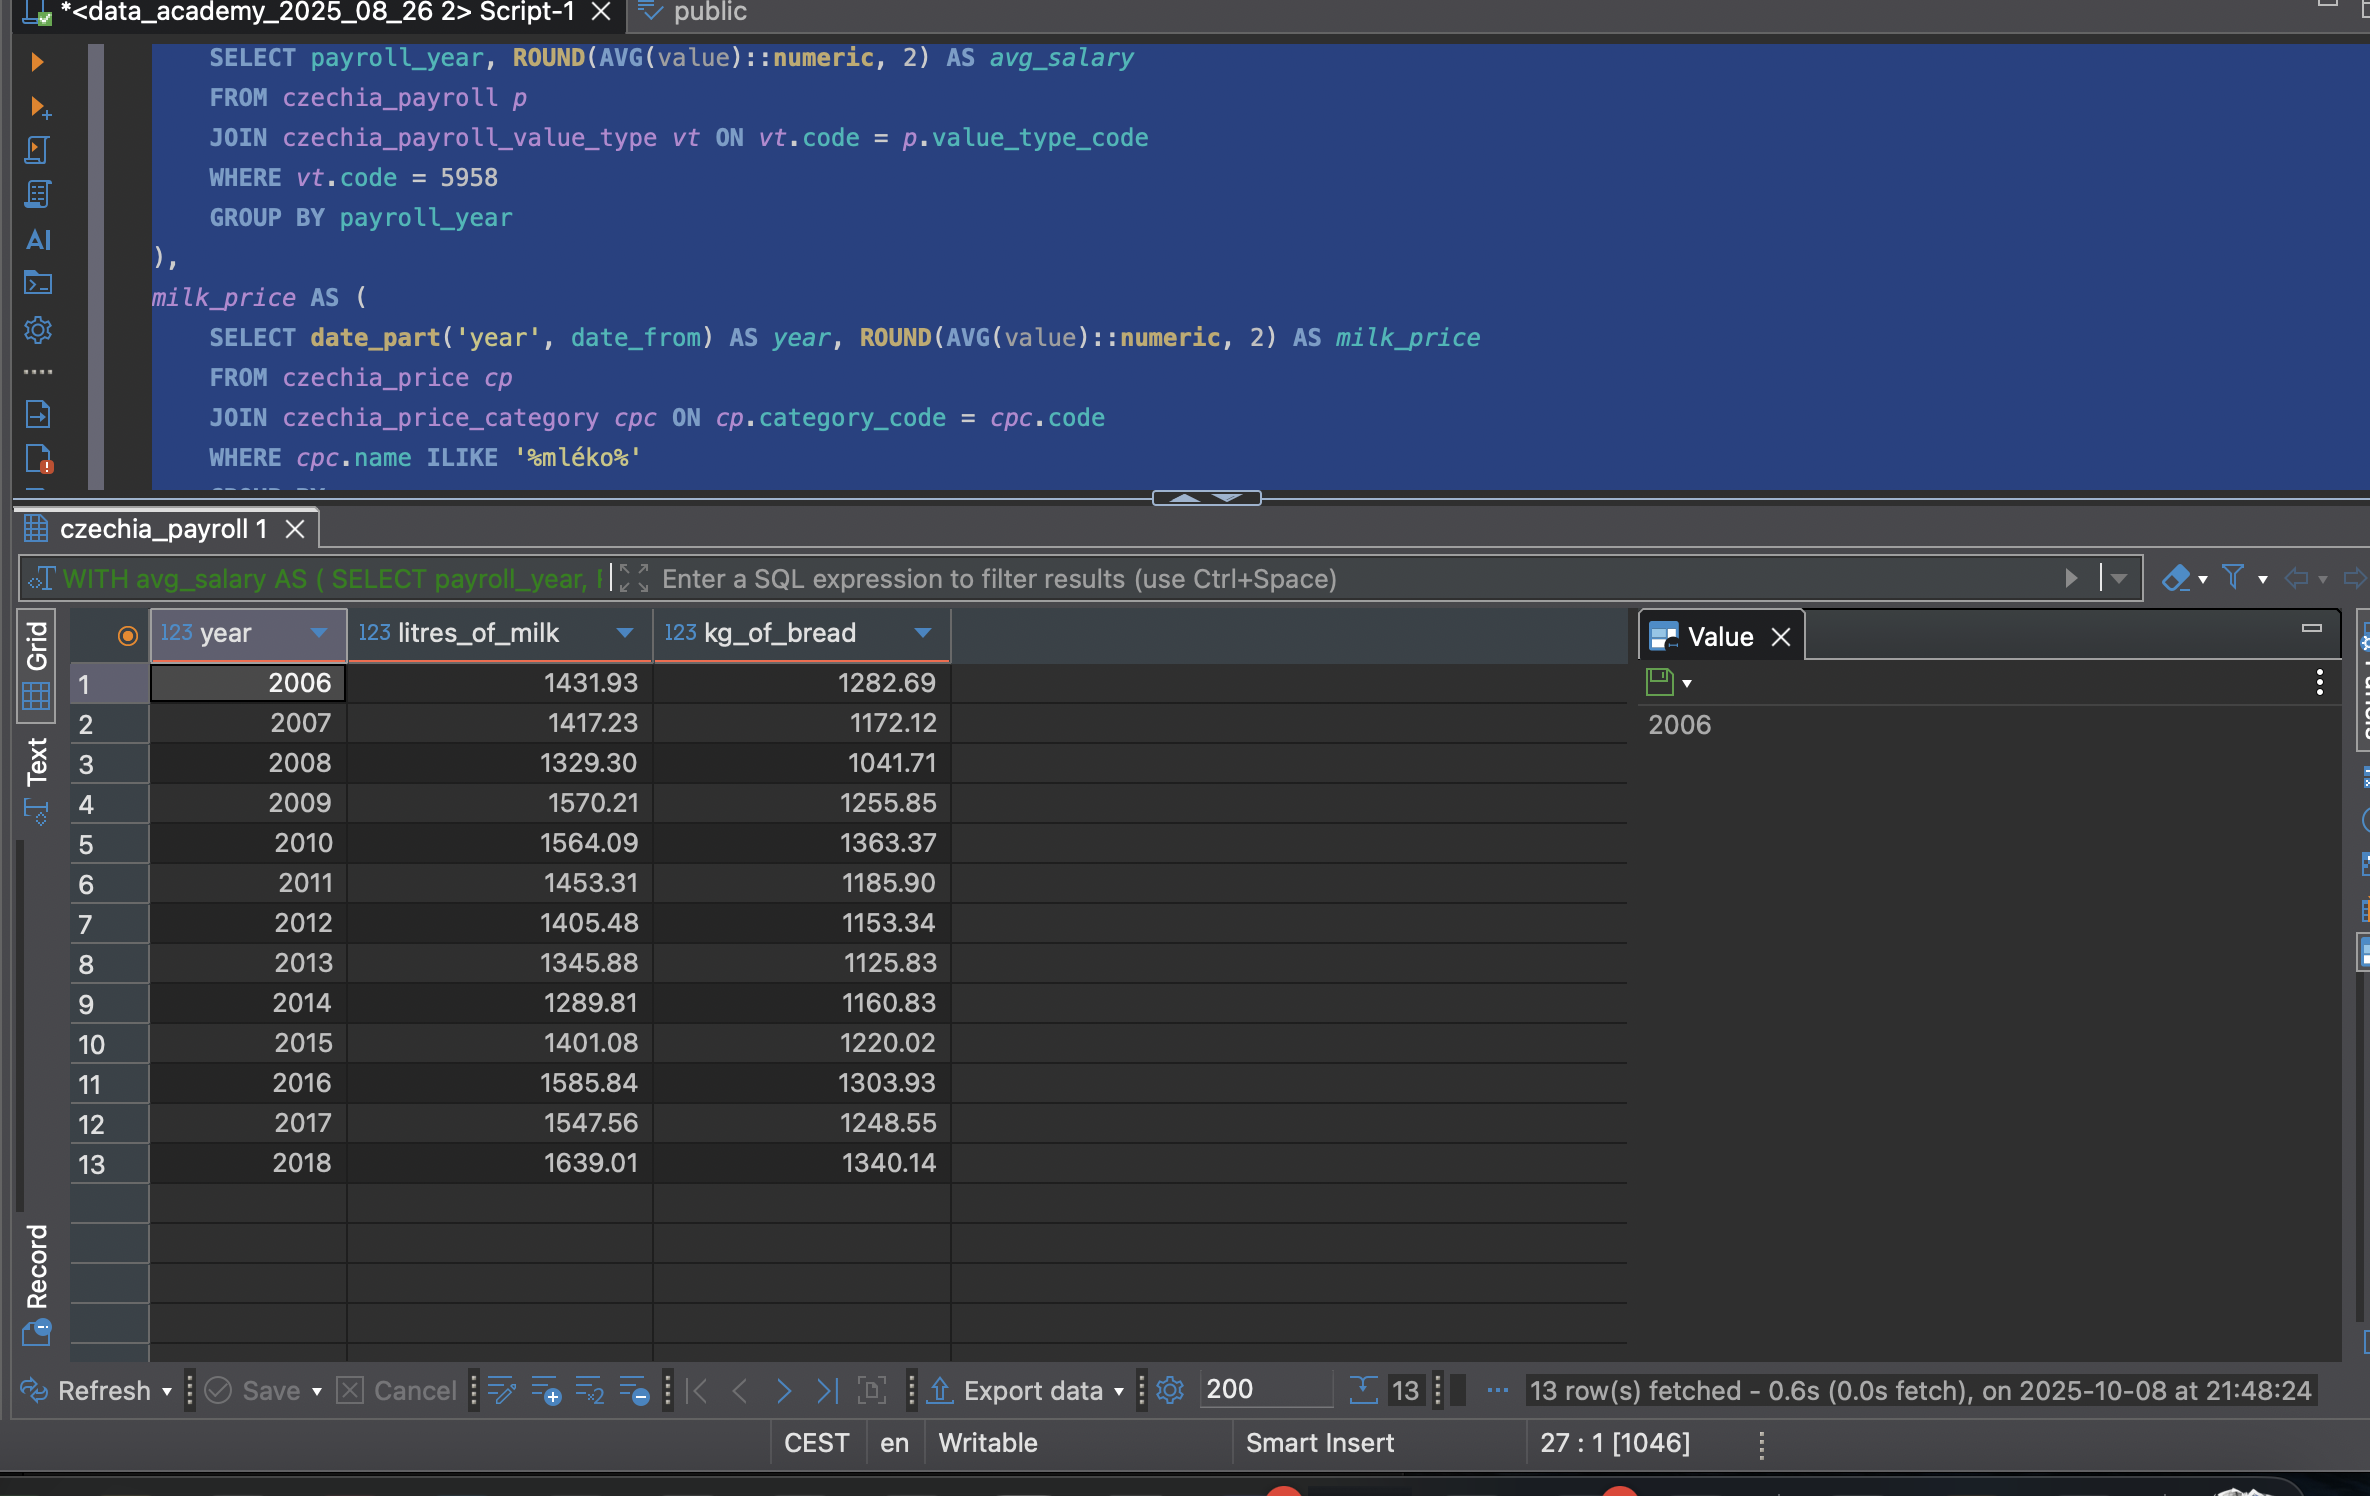 *<data_academy_2025_08_26 2> Script-1
public
SELECT payroll_year, ROUND(AVG(value)::numeric, 2) AS avg_salary
FROM czechia_payroll p
JOIN czechia_payroll_value_type vt ON vt.code = p.value_type_code
WHERE vt.code = 5958
GROUP BY payroll_year
),
milk_price AS (
SELECT date_part('year', date_from) AS year, ROUND(AVG(value)::numeric, 2) AS milk_price
FROM czechia_price cp
JOIN czechia_price_category cpc ON cp.category_code = cpc.code
WHERE cpc.name ILIKE '%mléko%'
AI
czechia_payroll 1
WITH avg_salary AS ( SELECT payroll_year, Enter a SQL expression to filter results (use Ctrl+Space)
Grid
Text
Record
123 year 123 litres_of_milk 123 kg_of_bread
1 2006 1431.93 1282.69
2 2007 1417.23 1172.12
3 2008 1329.30 1041.71
4 2009 1570.21 1255.85
5 2010 1564.09 1363.37
6 2011 1453.31 1185.90
7 2012 1405.48 1153.34
8 2013 1345.88 1125.83
9 2014 1289.81 1160.83
10 2015 1401.08 1220.02
11 2016 1585.84 1303.93
12 2017 1547.56 1248.55
13 2018 1639.01 1340.14
Value
2006
Refresh Save Cancel Export data 200 13 13 row(s) fetched - 0.6s (0.0s fetch), on 2025-10-08 at 21:48:24
CEST en Writable Smart Insert 27 : 1 [1046]